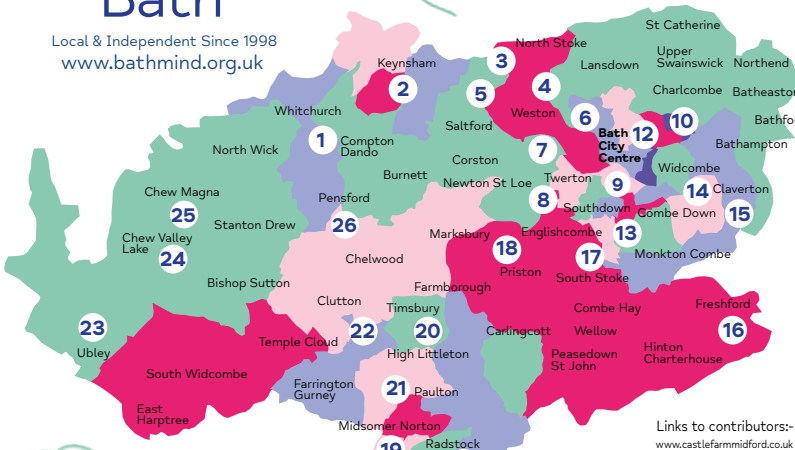 Bath
Local & Independent Since 1998
www.bathmind.org.uk
St Catherine
North Stoke
3
Upper
Swainswick
Northend
Lansdown
Keynsham
2
4
5
Charlcombe
Batheaston
Whitchurch
6
10
Weston
Saltford
Bath
City
Centre
12
Bathfo
Bathampton
1
Compton
Dando
North Wick
7
Corston
Widcombe
Burnett
Newton St Loe
Twerton
9
14
Claverton
Chew Magna
Pensford
8
Southdown
Combe Down
15
25
Stanton Drew
26
Marksbury
Englishcombe
13
Chew Valley
Lake
24
18
17
Monkton Combe
Chelwood
Priston
South Stoke
Bishop Sutton
Farmborough
Clutton
Timsbury
Combe Hay
Freshford
23
22
20
Carlingcott
Wellow
16
Ubley
Temple Cloud
High Littleton
Peasedown
St John
Hinton
Charterhouse
South Widcombe
Farrington
Gurney
21
Paulton
East
Harptree
Midsomer Norton
Links to contributors:-
19
Radstock
www.castlefarmmidford.co.uk